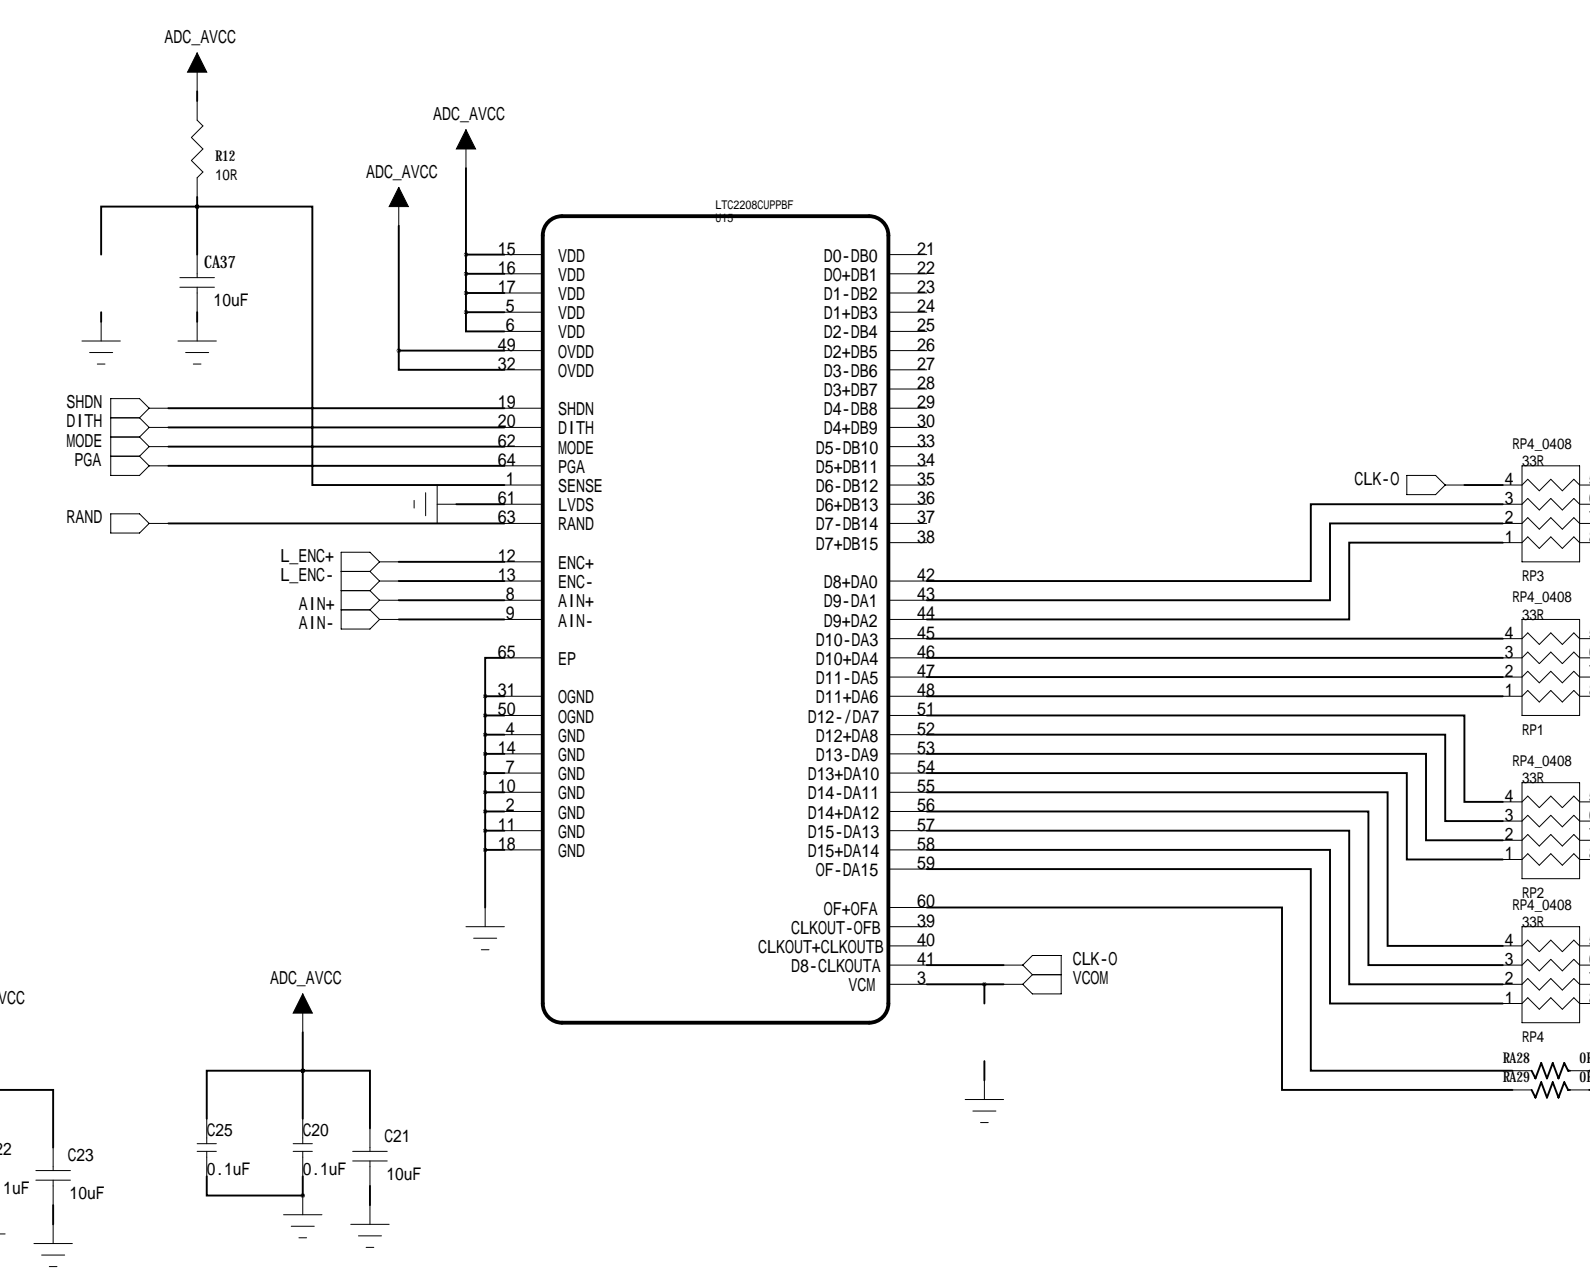 ADC_AVCC
R12
10R
CA37
10uF
ADC_AVCC
ADC_AVCC
LTC2208CUPPBF
U15
15 VDD
16 VDD
17 VDD
5 VDD
6 VDD
49 OVDD
32 OVDD
SHDN 19 SHDN
DITH 20 DITH
MODE 62 MODE
PGA 64 PGA
1 SENSE
61 LVDS
RAND 63 RAND
L_ENC+ 12 ENC+
L_ENC- 13 ENC-
AIN+ 8 AIN+
AIN- 9 AIN-
65 EP
31 OGND
50 OGND
4 GND
14 GND
7 GND
10 GND
2 GND
11 GND
18 GND
D0-DB0 21
D0+DB1 22
D1-DB2 23
D1+DB3 24
D2-DB4 25
D2+DB5 26
D3-DB6 27
D3+DB7 28
D4-DB8 29
D4+DB9 30
D5-DB10 33
D5+DB11 34
D6-DB12 35
D6+DB13 36
D7-DB14 37
D7+DB15 38
D8+DA0 42
D9-DA1 43
D9+DA2 44
D10-DA3 45
D10+DA4 46
D11-DA5 47
D11+DA6 48
D12-/DA7 51
D12+DA8 52
D13-DA9 53
D13+DA10 54
D14-DA11 55
D14+DA12 56
D15-DA13 57
D15+DA14 58
OF-DA15 59
OF+OFA 60
CLKOUT-OFB 39
CLKOUT+CLKOUTB 40
D8-CLKOUTA 41 CLK-O
VCM 3 VCOM
RP4_0408
33R
CLK-O 4
3
2
1
RP3
RP4_0408
33R
4
3
2
1
RP1
RP4_0408
33R
4
3
2
1
RP2
RP4_0408
33R
4
3
2
1
RP4
RA28
RA29
VCC
C23
1uF
10uF
ADC_AVCC
C25
0.1uF
C20
0.1uF
C21
10uF